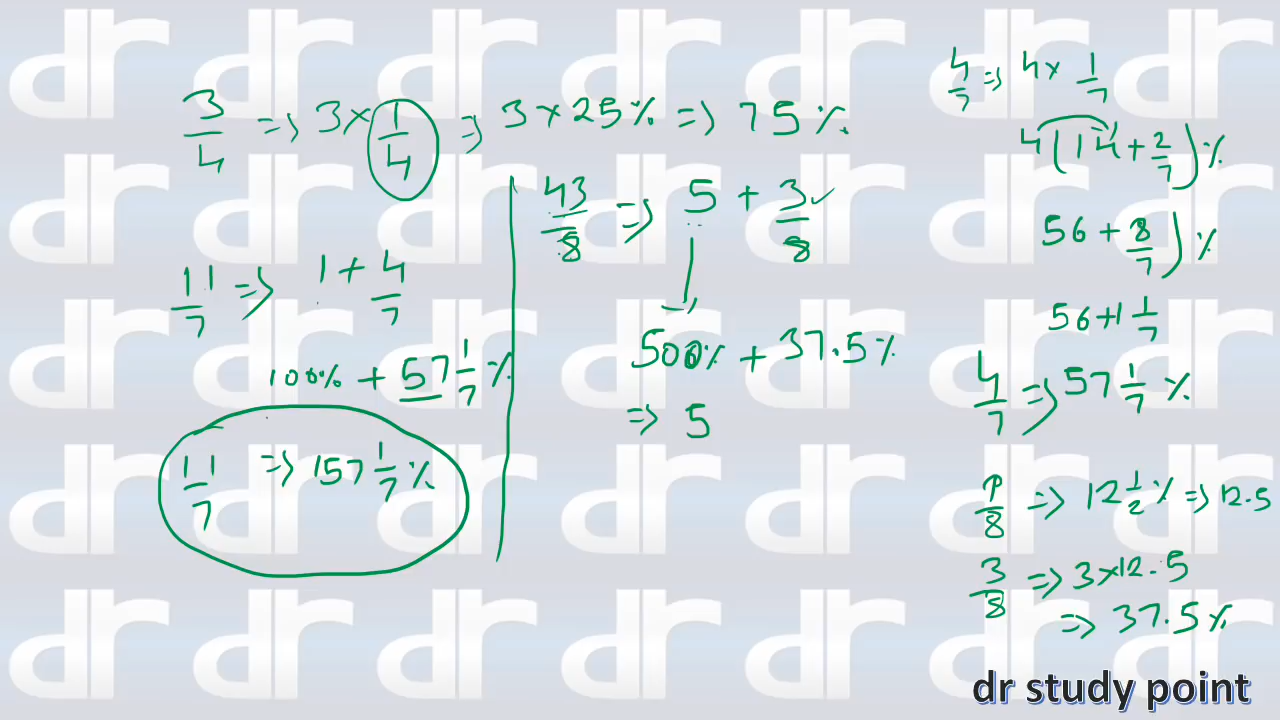 3/4 => 3 × 1/4 => 3 × 25% => 75%.
11/7 => 1 + 4/7
100% + 57 1/7 %
11/7 => 157 1/7 %
43/8 => 5 + 3/8 ✓
500% + 37.5%
=> 5
4/7 => 4 × 1/7
4(14 + 2/7)%
56 + 8/7)%
56 + 1 1/7
4/7 => 57 1/7 %
1/8 => 12 1/2 % => 12.5
3/8 => 3 × 12.5
=> 37.5%
dr study point